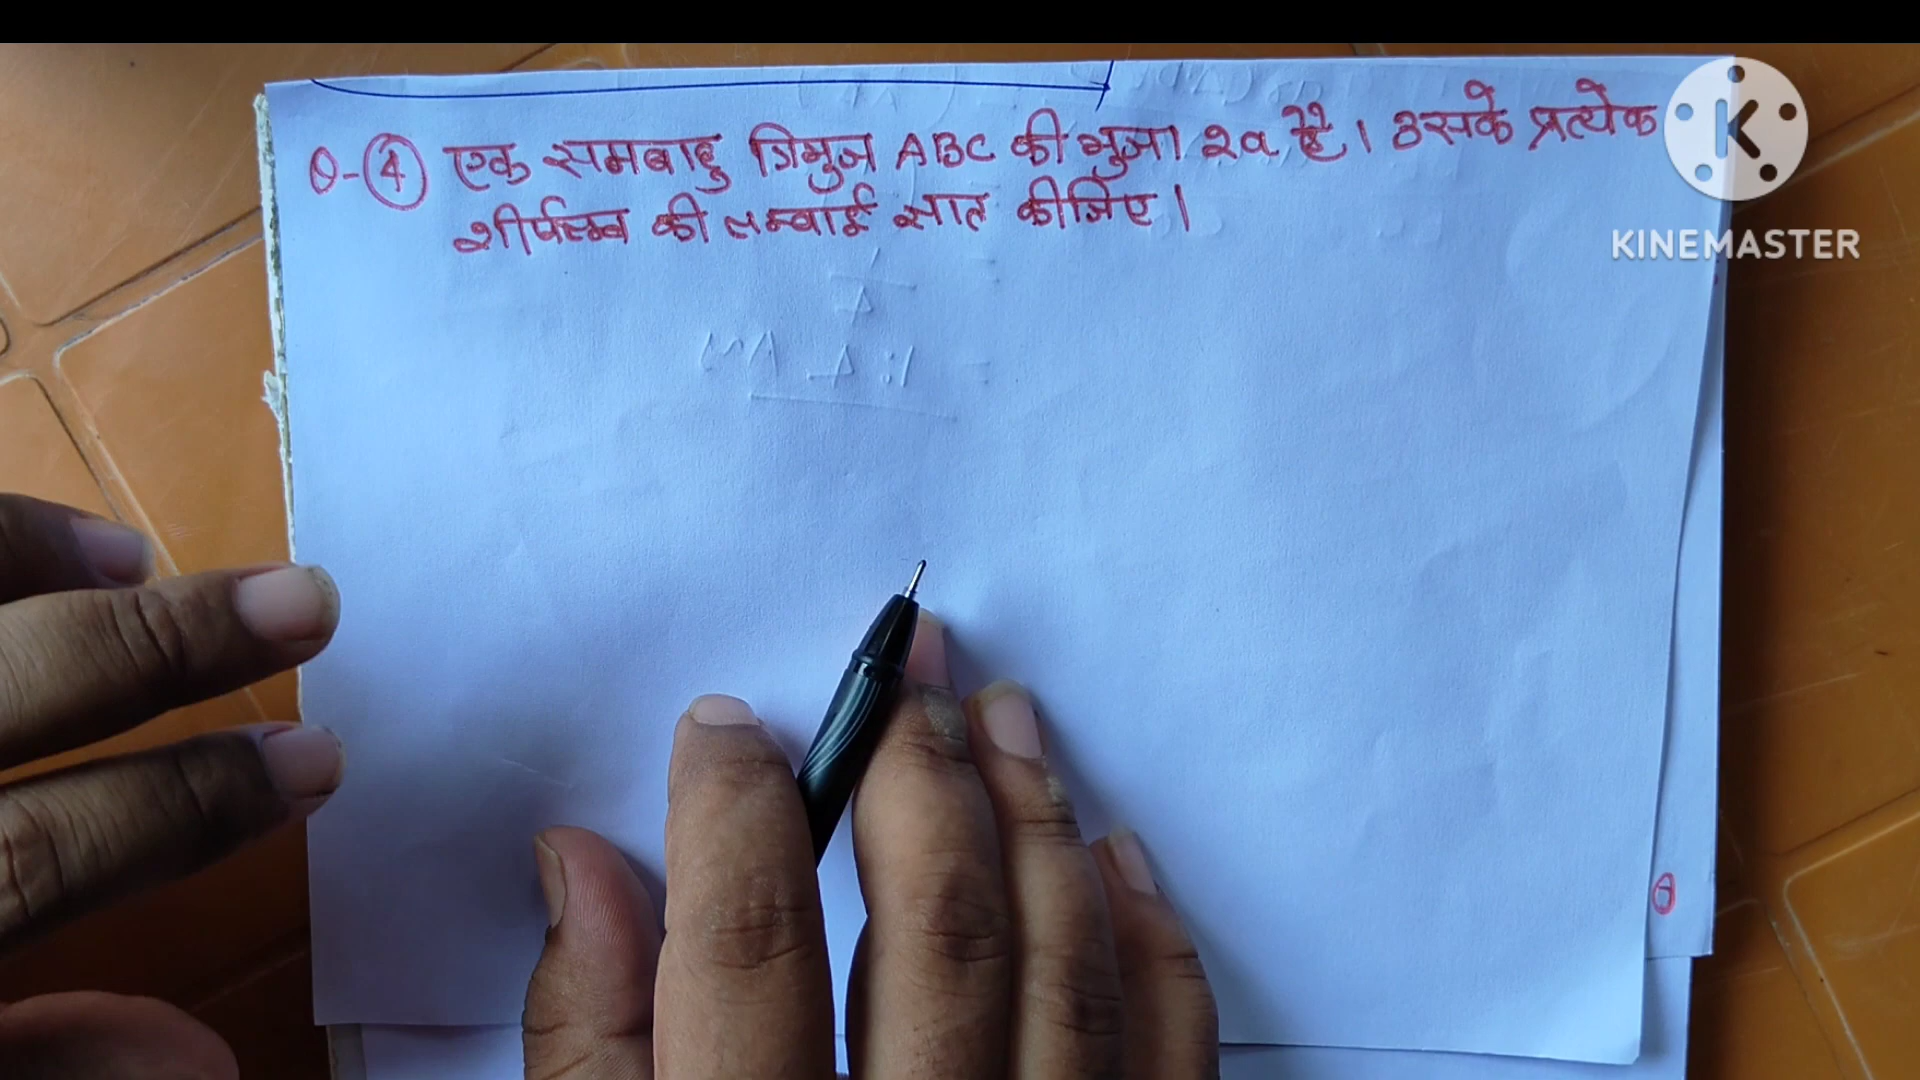 Q-④ एक समबाहु त्रिभुज ABC की भुजा 2a है। उसके प्रत्येक
शीर्षलम्ब की लम्बाई ज्ञात कीजिए।
K
KINEMASTER